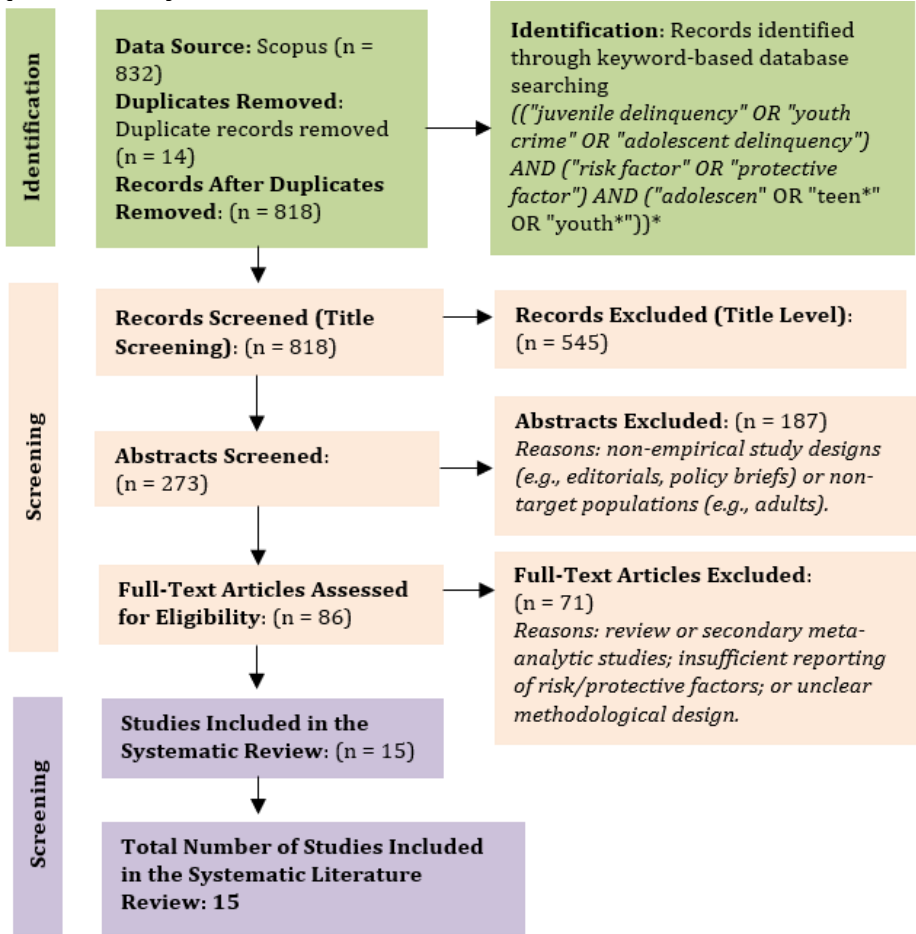 Identification
Data Source: Scopus (n =
832)
Duplicates Removed:
Duplicate records removed
(n = 14)
Records After Duplicates
Removed: (n = 818)
Identification: Records identified
through keyword-based database
searching
(("juvenile delinquency" OR "youth
crime" OR "adolescent delinquency")
AND ("risk factor" OR "protective
factor") AND ("adolescen" OR "teen*"
OR "youth*"))*
Screening
Records Screened (Title
Screening): (n = 818)
Records Excluded (Title Level):
(n = 545)
Abstracts Screened:
(n = 273)
Abstracts Excluded: (n = 187)
Reasons: non-empirical study designs
(e.g., editorials, policy briefs) or non-
target populations (e.g., adults).
Full-Text Articles Assessed
for Eligibility: (n = 86)
Full-Text Articles Excluded:
(n = 71)
Reasons: review or secondary meta-
analytic studies; insufficient reporting
of risk/protective factors; or unclear
methodological design.
Screening
Studies Included in the
Systematic Review: (n = 15)
Total Number of Studies Included
in the Systematic Literature
Review: 15